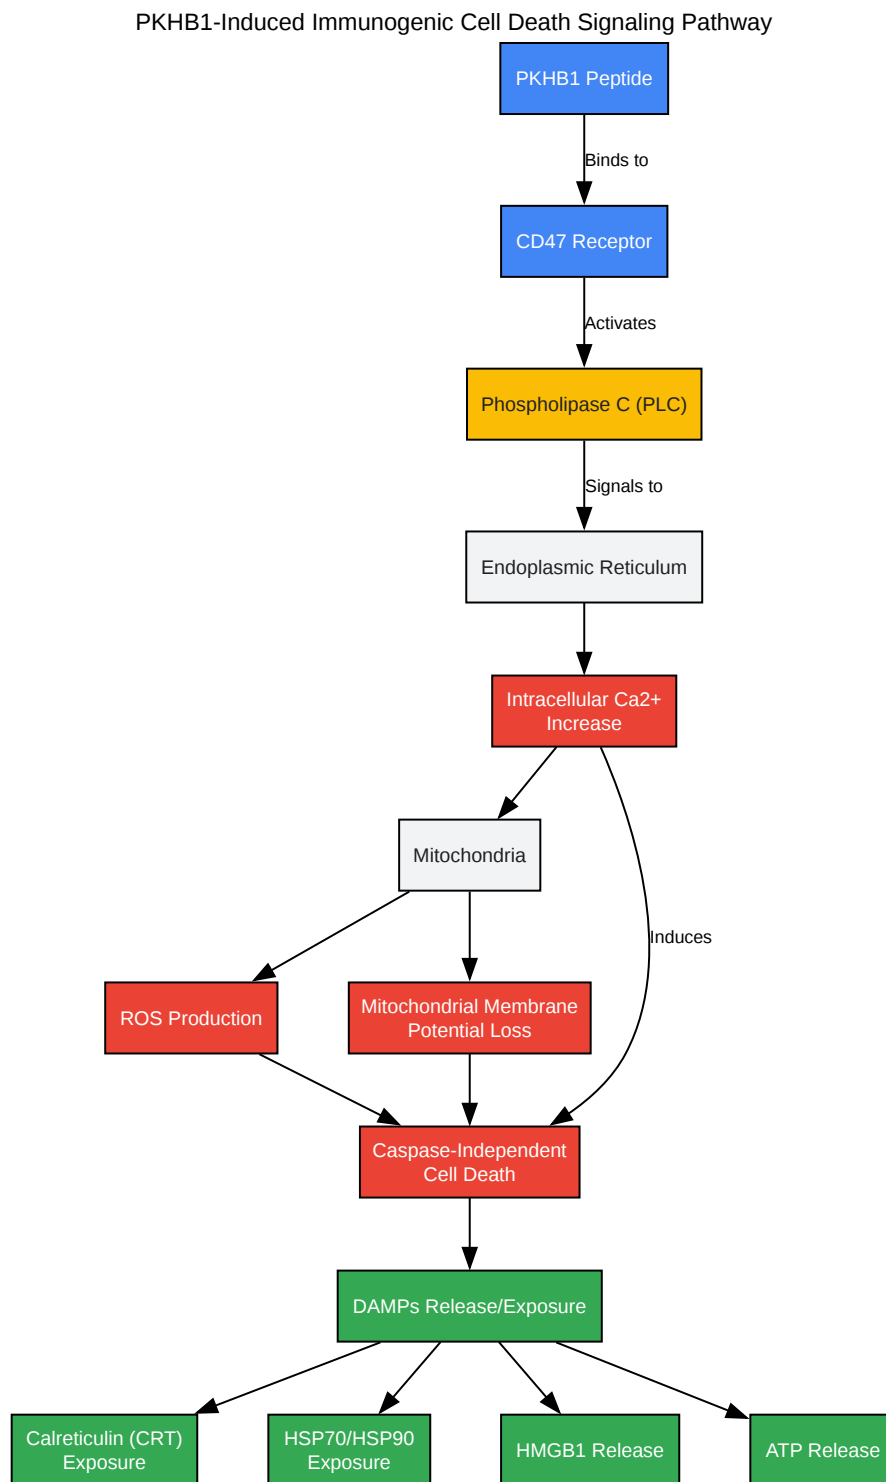 PKHB1-Induced Immunogenic Cell Death Signaling Pathway
PKHB1 Peptide
Binds to
CD47 Receptor
Activates
Phospholipase C (PLC)
Signals to
Endoplasmic Reticulum
Intracellular Ca2+
Increase
Mitochondria
Induces
ROS Production
Mitochondrial Membrane
Potential Loss
Caspase-Independent
Cell Death
DAMPs Release/Exposure
Calreticulin (CRT)
Exposure
HSP70/HSP90
Exposure
HMGB1 Release
ATP Release